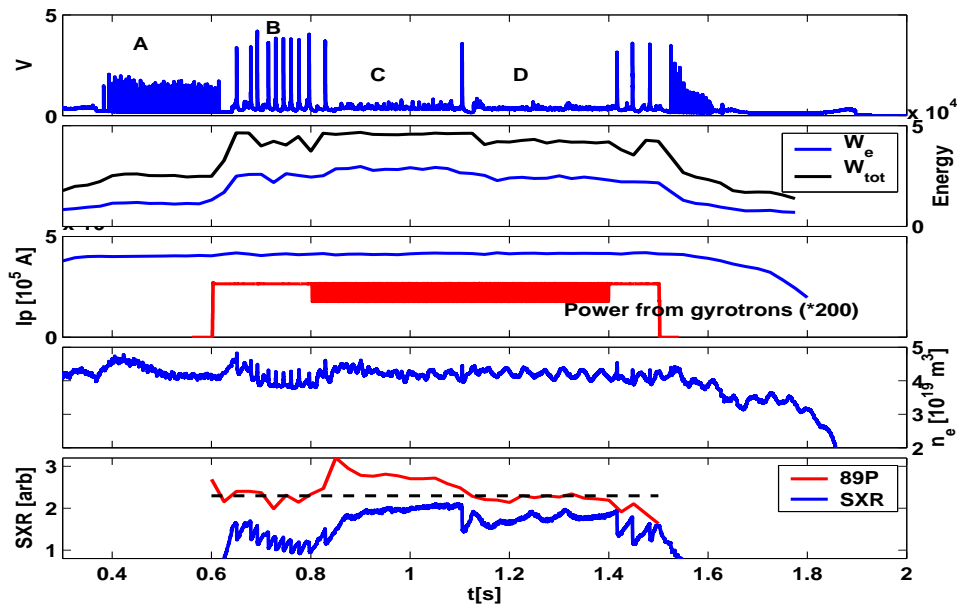 5
A
B
C
D
V
0
x 10^4
5
W_e
W_tot
Energy
0
5
Ip [10^5 A]
Power from gyrotrons (*200)
0
5
4
3
2
n_e [10^19 m^3]
3
2
1
SXR [arb]
89P
SXR
0.4 0.6 0.8 1 1.2 1.4 1.6 1.8 2
t[s]